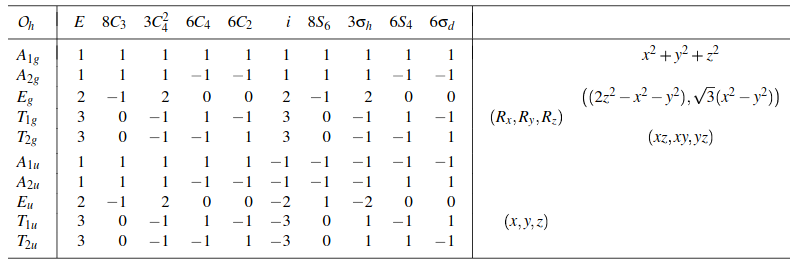 O_h E 8C_3 3C_4^2 6C_4 6C_2 i 8S_6 3σ_h 6S_4 6σ_d
A_{1g} 1 1 1 1 1 1 1 1 1 1 x^2 + y^2 + z^2
A_{2g} 1 1 1 −1 −1 1 1 1 −1 −1
E_g 2 −1 2 0 0 2 −1 2 0 0 ((2z^2 − x^2 − y^2), √3(x^2 − y^2))
T_{1g} 3 0 −1 1 −1 3 0 −1 1 −1 (R_x, R_y, R_z)
T_{2g} 3 0 −1 −1 1 3 0 −1 −1 1 (xz, xy, yz)
A_{1u} 1 1 1 1 1 −1 −1 −1 −1 −1
A_{2u} 1 1 1 −1 −1 −1 −1 −1 1 1
E_u 2 −1 2 0 0 −2 1 −2 0 0
T_{1u} 3 0 −1 1 −1 −3 0 1 −1 1 (x, y, z)
T_{2u} 3 0 −1 −1 1 −3 0 1 1 −1